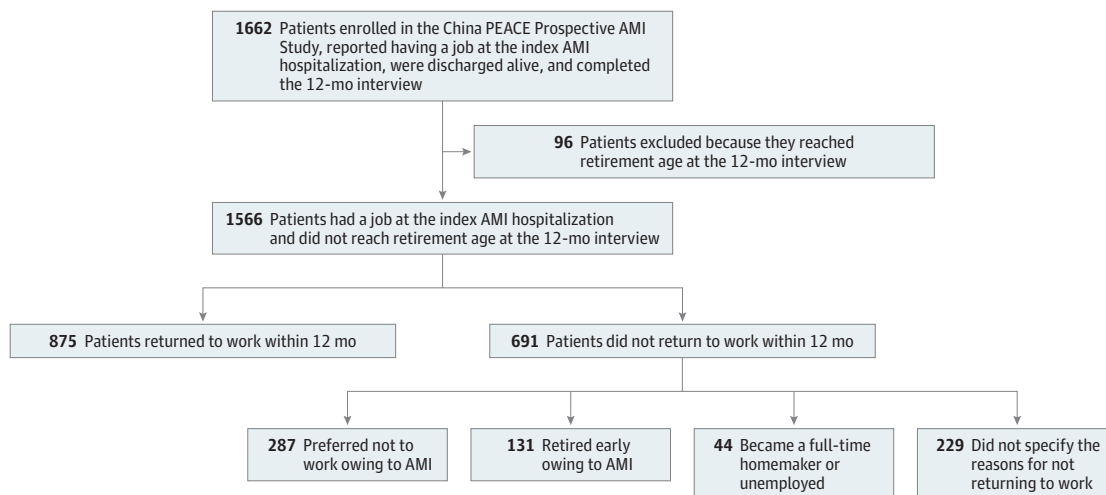 1662 Patients enrolled in the China PEACE Prospective AMI
Study, reported having a job at the index AMI
hospitalization, were discharged alive, and completed
the 12-mo interview
96 Patients excluded because they reached
retirement age at the 12-mo interview
1566 Patients had a job at the index AMI hospitalization
and did not reach retirement age at the 12-mo interview
875 Patients returned to work within 12 mo
691 Patients did not return to work within 12 mo
287 Preferred not to
work owing to AMI
131 Retired early
owing to AMI
44 Became a full-time
homemaker or
unemployed
229 Did not specify the
reasons for not
returning to work